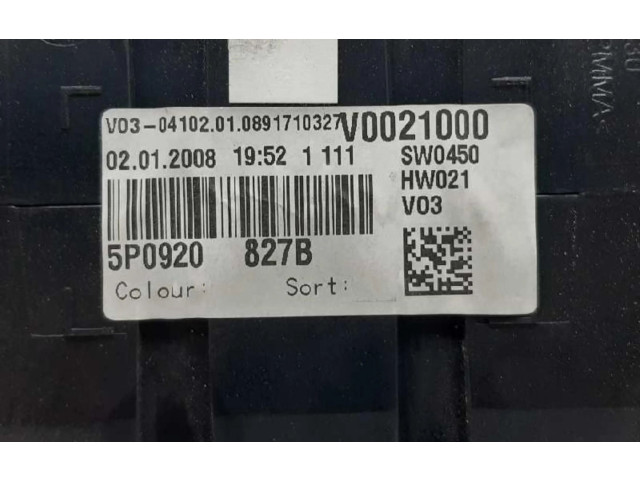 V03-04102.01.0891710327 V0021000
02.01.2008 19:52 1 111 SW0450
HW021
V03
5P0920 827B
Colour: Sort:
PMMA<